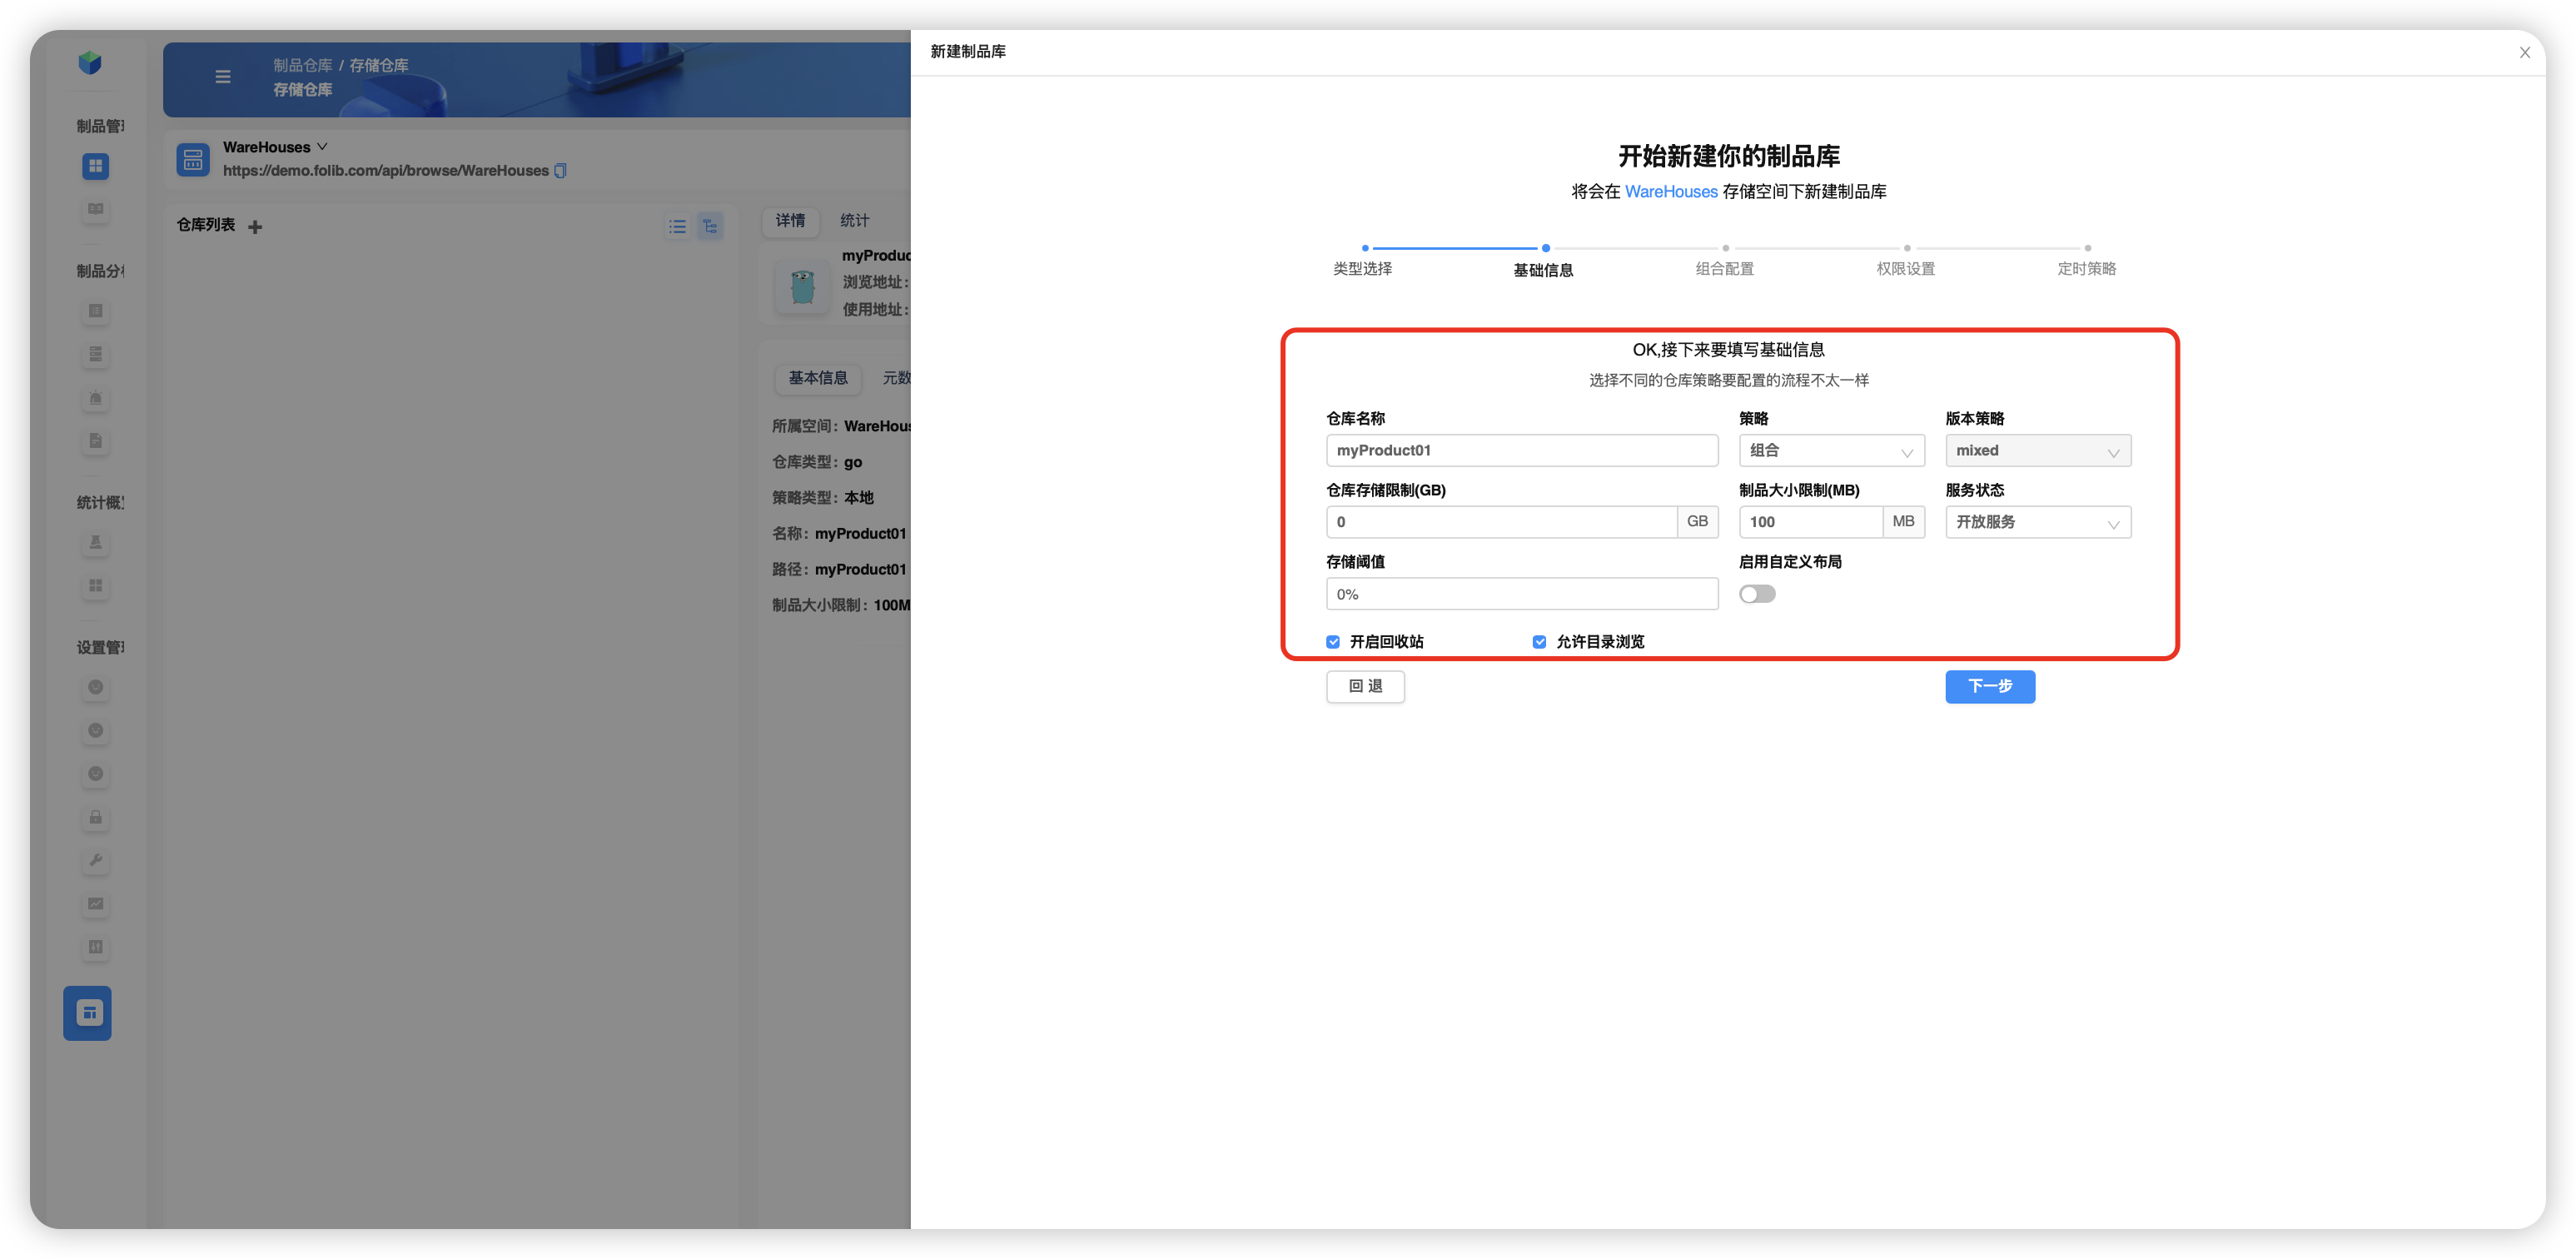 制品管理
制品分析
统计概览
设置管理
制品仓库 / 存储仓库
存储仓库
WareHouses
https://demo.folib.com/api/browse/WareHouses
仓库列表
详情 统计
myProduc
浏览地址：
使用地址：
基本信息 元数
所属空间： WareHous
仓库类型： go
策略类型： 本地
名称： myProduct01
路径： myProduct01
制品大小限制： 100M
新建制品库
开始新建你的制品库
将会在 WareHouses 存储空间下新建制品库
类型选择 基础信息 组合配置 权限设置 定时策略
OK,接下来要填写基础信息
选择不同的仓库策略要配置的流程不太一样
仓库名称 策略 版本策略
myProduct01 组合 mixed
仓库存储限制(GB) 制品大小限制(MB) 服务状态
0 GB 100 MB 开放服务
存储阈值 启用自定义布局
0%
开启回收站 允许目录浏览
回 退 下一步